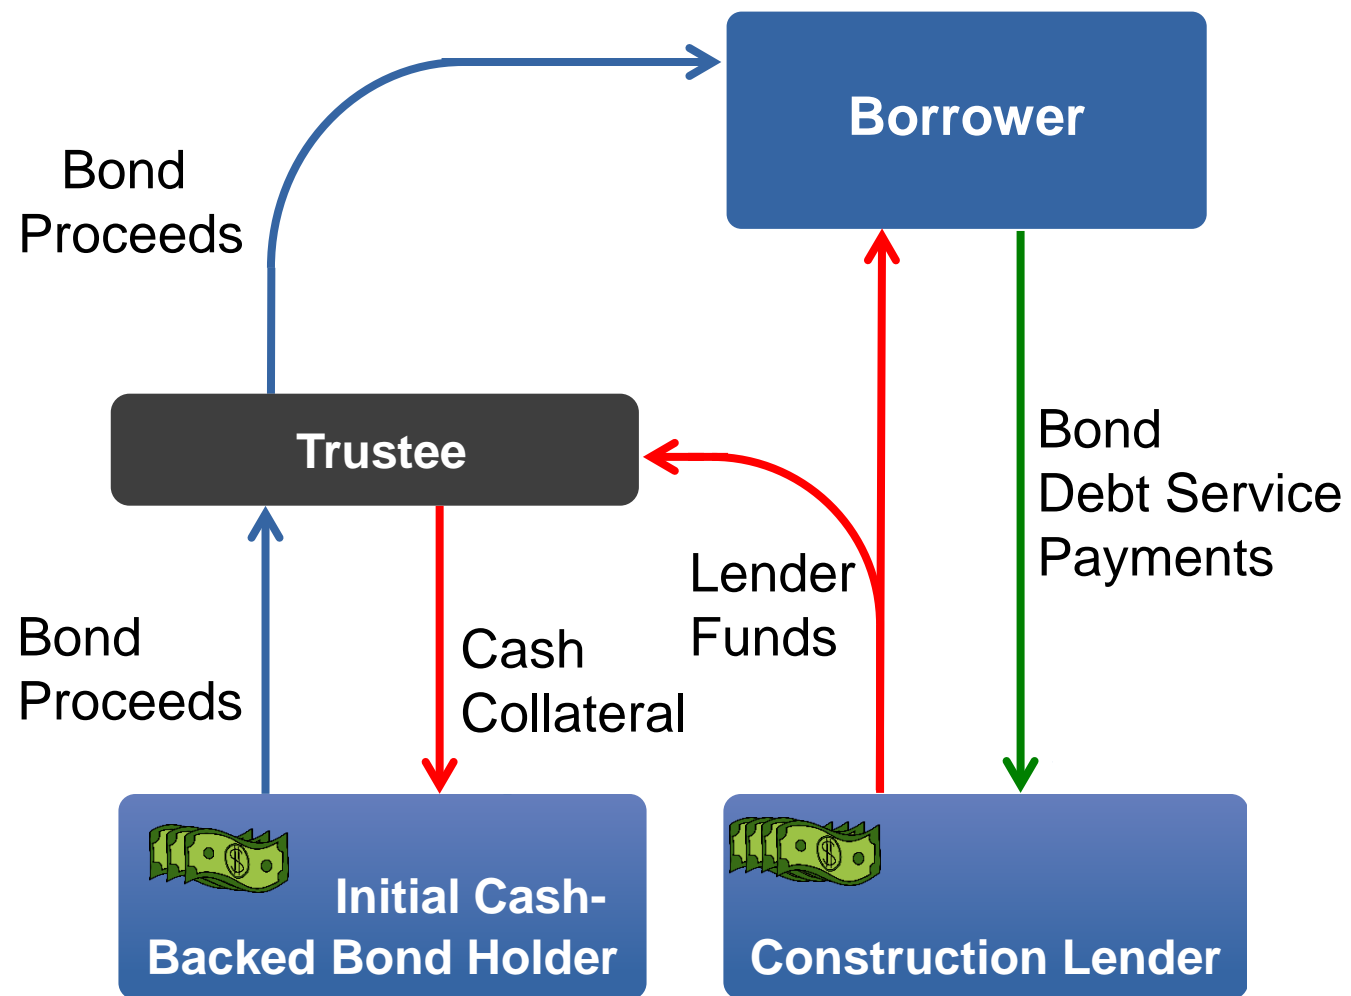 Borrower
Bond
Proceeds
Trustee
Bond
Debt Service
Payments
Lender
Funds
Bond
Proceeds
Cash
Collateral
Initial Cash-
Backed Bond Holder
Construction Lender